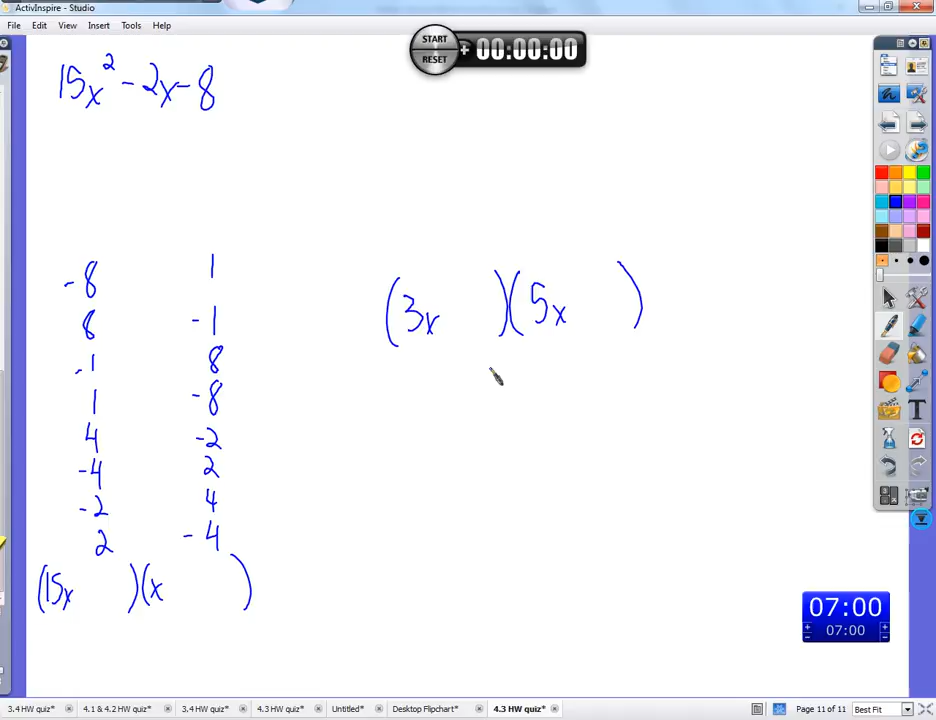 ActivInspire - Studio
File Edit View Insert Tools Help
START
RESET
+ 00:00:00
15x² - 2x - 8
-8 1
8 -1
-1 8
1 -8
4 -2
-4 2
-2 4
2 -4
(15x )(x )
(3x )(5x )
07:00
07:00
3.4 HW quiz* 4.1 & 4.2 HW quiz* 3.4 HW quiz* 4.3 HW quiz* Untitled* Desktop Flipchart* 4.3 HW quiz* Page 11 of 11 Best Fit